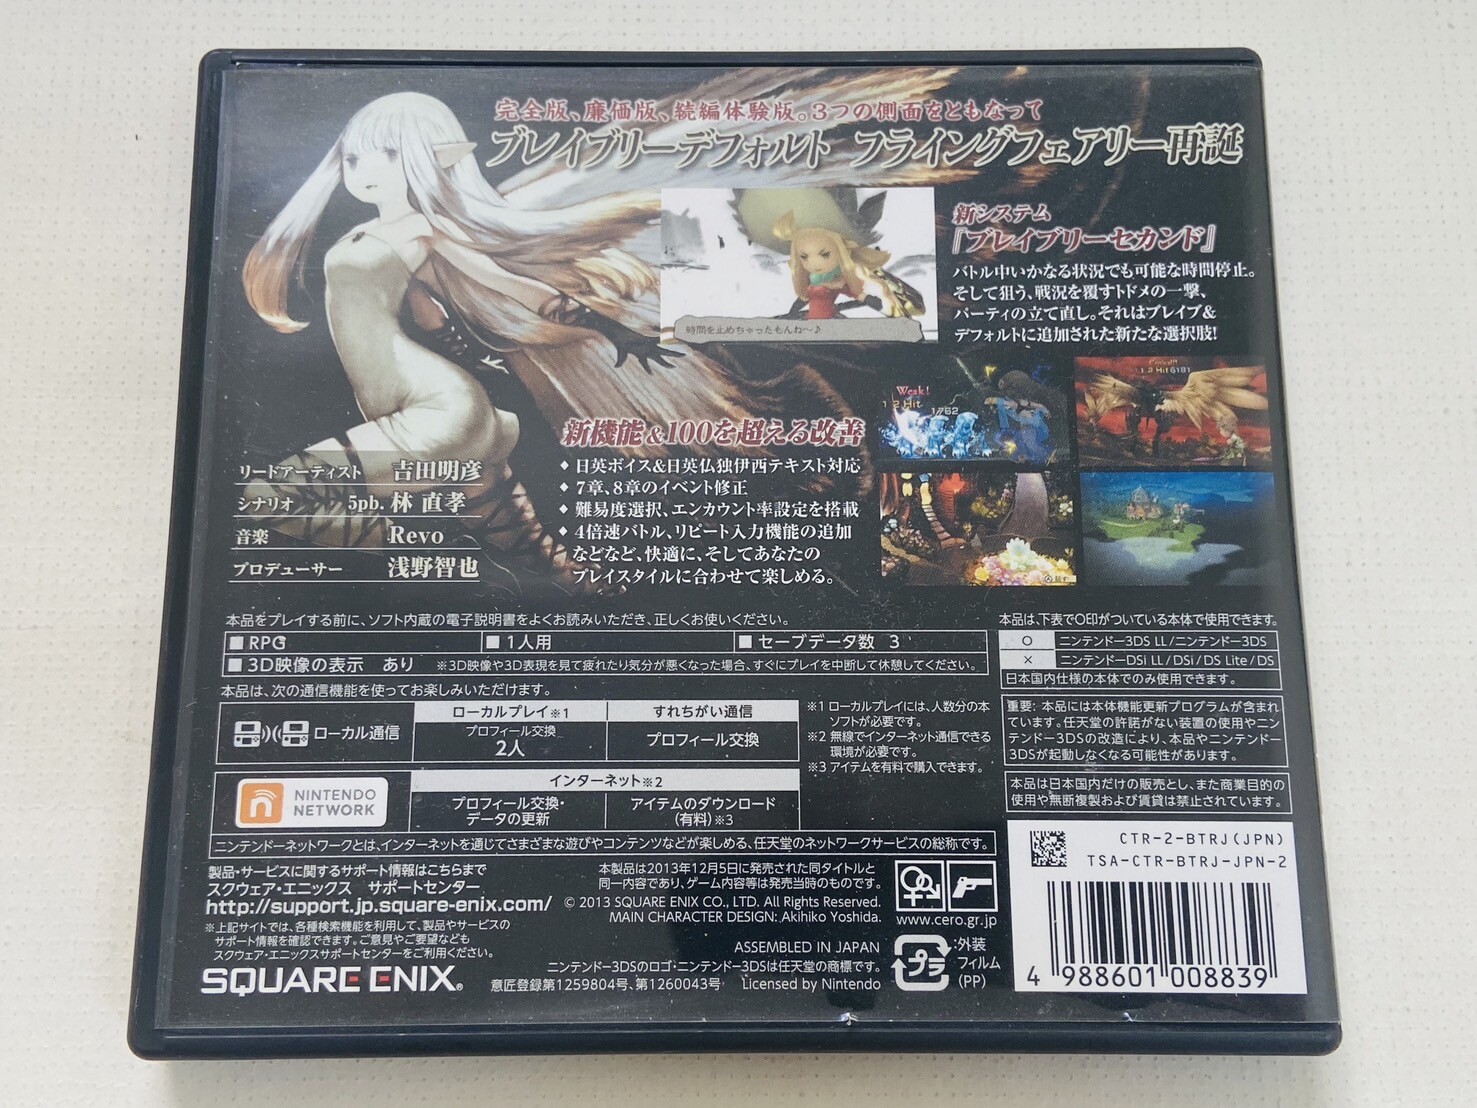 完全版、廉価版、続編体験版。3つの側面をともなって
ブレイブリーデフォルト フライングフェアリー再誕
新システム
『ブレイブリーセカンド』
バトル中いかなる状況でも可能な時間停止。
そして狙う、戦況を覆すトドメの一撃、
パーティの立て直し。それはブレイブ&
デフォルトに追加された新たな選択肢!
時間を止めちゃったもんね〜♪
Weak!
12 Hit
1762
12 Hit 6181
新機能&100を超える改善
◆ 日英ボイス&日英仏独伊西テキスト対応
◆ 7章、8章のイベント修正
◆ 難易度選択、エンカウント率設定を搭載
◆ 4倍速バトル、リピート入力機能の追加
などなど、快適に、そしてあなたの
プレイスタイルに合わせて楽しめる。
リードアーティスト 吉田明彦
シナリオ 5pb. 林 直孝
音楽 Revo
プロデューサー 浅野智也
本品をプレイする前に、ソフト内蔵の電子説明書をよくお読みいただき、正しくお使いください。
■ RPG ■ 1人用 ■ セーブデータ数 3
■ 3D映像の表示 あり ※3D映像や3D表現を見て疲れたり気分が悪くなった場合、すぐにプレイを中断して休憩してください。
本品は、下表でO印がついている本体で使用できます。
O ニンテンドー3DS LL/ニンテンドー3DS
× ニンテンドーDSi LL/DSi/DS Lite/DS
日本国内仕様の本体でのみ使用できます。
本品は、次の通信機能を使ってお楽しみいただけます。
ローカル通信
ローカルプレイ※1
プロフィール交換
2人
すれちがい通信
プロフィール交換
NINTENDO
NETWORK
インターネット※2
プロフィール交換・
データの更新
アイテムのダウンロード
(有料)※3
※1 ローカルプレイには、人数分の本
ソフトが必要です。
※2 無線でインターネット通信できる
環境が必要です。
※3 アイテムを有料で購入できます。
重要: 本品には本体機能更新プログラムが含まれ
ています。任天堂の許諾がない装置の使用やニン
テンドー3DSの改造により、本品やニンテンドー
3DSが起動しなくなる可能性があります。
本品は日本国内だけの販売とし、また商業目的の
使用や無断複製および賃貸は禁止されています。
ニンテンドーネットワークとは、インターネットを通じてさまざまな遊びやコンテンツなどが楽しめる、任天堂のネットワークサービスの総称です。
製品・サービスに関するサポート情報はこちらまで
スクウェア・エニックス サポートセンター
http://support.jp.square-enix.com/
※上記サイトでは、各種検索機能を利用して、製品やサービスの
サポート情報を確認できます。ご意見やご要望なども
スクウェア・エニックスサポートセンターをご利用ください。
SQUARE ENIX®
本製品は2013年12月5日に発売された同タイトルと
同一内容であり、ゲーム内容等は発売当時のものです。
© 2013 SQUARE ENIX CO., LTD. All Rights Reserved.
MAIN CHARACTER DESIGN: Akihiko Yoshida.
ASSEMBLED IN JAPAN
ニンテンドー3DSのロゴ・ニンテンドー3DSは任天堂の商標です。
意匠登録第1259804号、第1260043号 Licensed by Nintendo
www.cero.gr.jp
プラ
:外装
フィルム
(PP)
CTR-2-BTRJ(JPN)
TSA-CTR-BTRJ-JPN-2
4 988601 008839